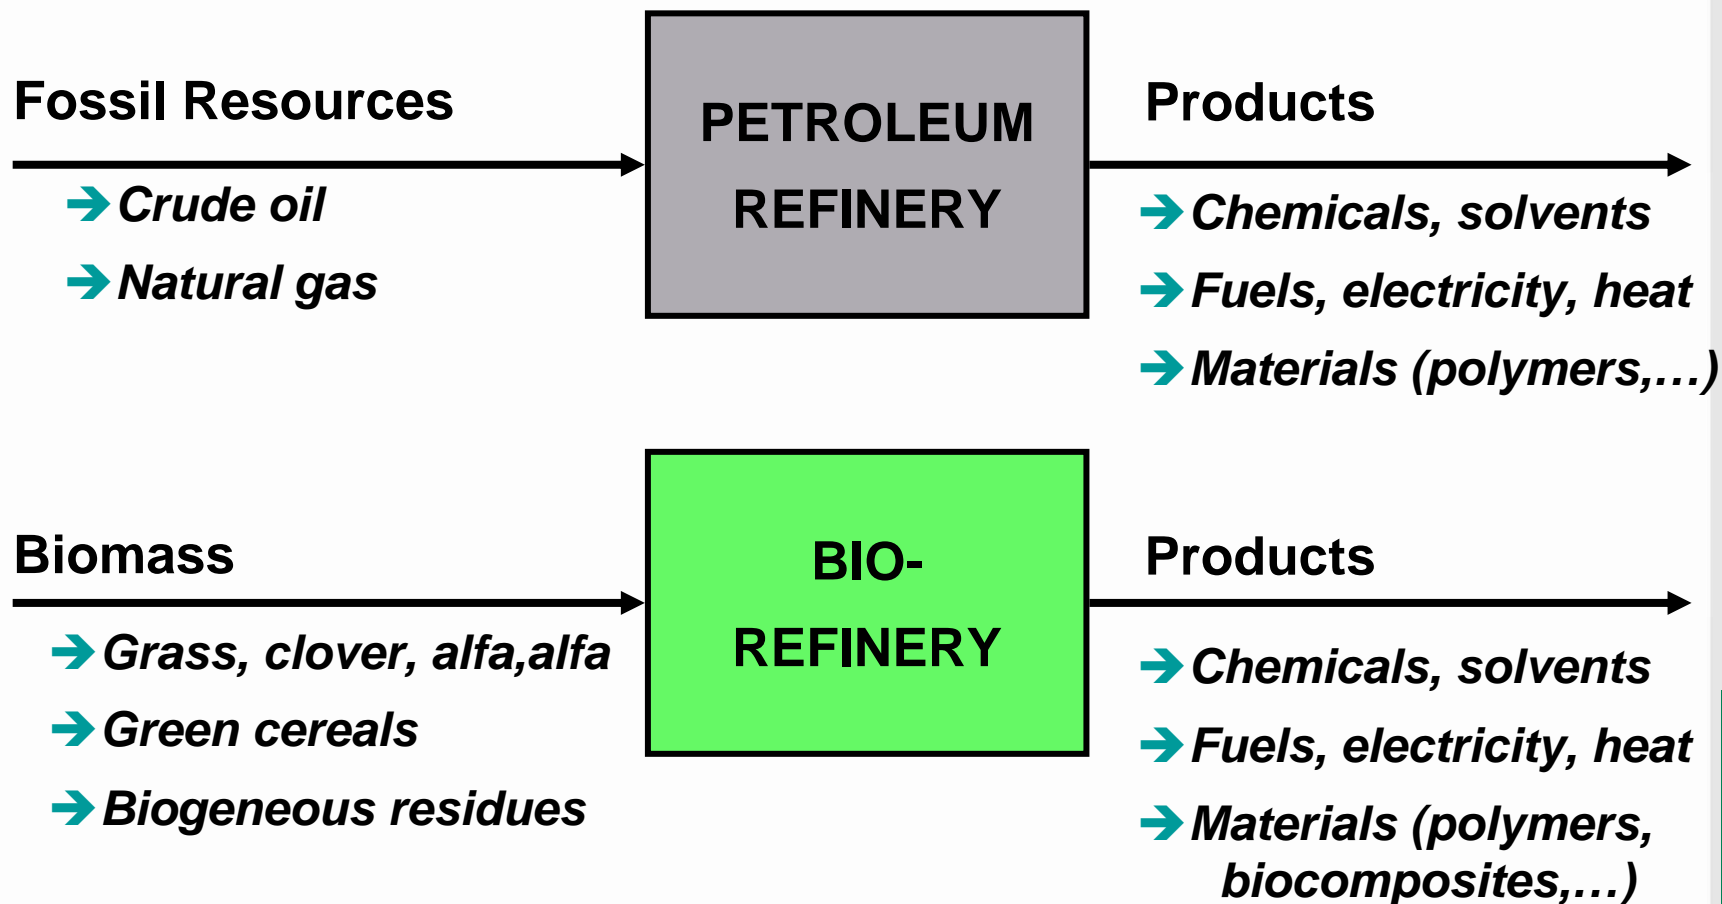 Fossil Resources
➔ Crude oil
➔ Natural gas
PETROLEUM
REFINERY
Products
➔ Chemicals, solvents
➔ Fuels, electricity, heat
➔ Materials (polymers,…)
Biomass
➔ Grass, clover, alfa,alfa
➔ Green cereals
➔ Biogeneous residues
BIO-
REFINERY
Products
➔ Chemicals, solvents
➔ Fuels, electricity, heat
➔ Materials (polymers,
biocomposites,…)